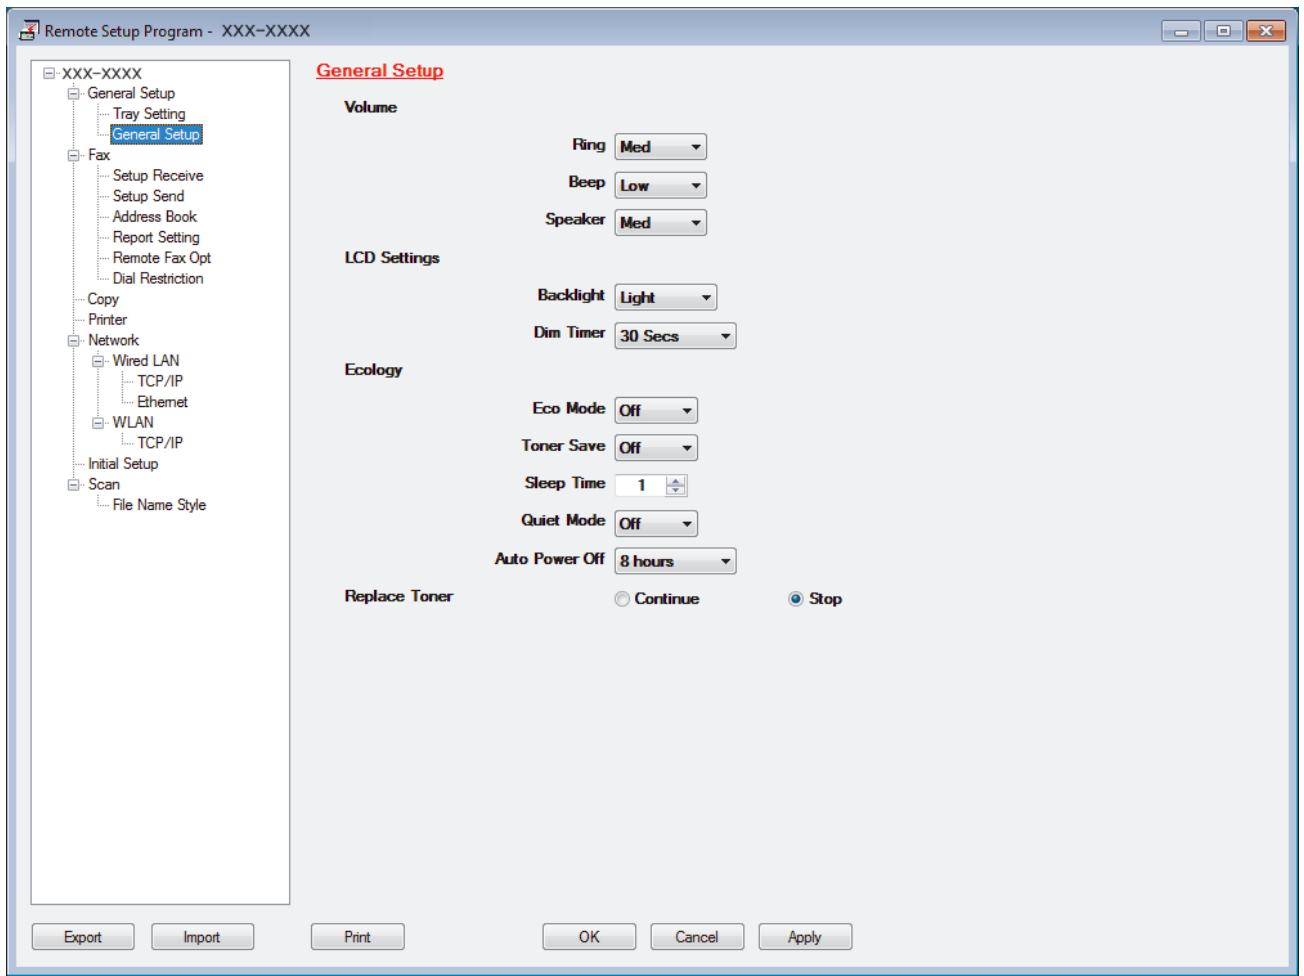 Remote Setup Program - XXX-XXXX
XXX-XXXX
General Setup
Tray Setting
General Setup
Fax
Setup Receive
Setup Send
Address Book
Report Setting
Remote Fax Opt
Dial Restriction
Copy
Printer
Network
Wired LAN
TCP/IP
Ethernet
WLAN
TCP/IP
Initial Setup
Scan
File Name Style
General Setup
Volume
Ring Med
Beep Low
Speaker Med
LCD Settings
Backlight Light
Dim Timer 30 Secs
Ecology
Eco Mode Off
Toner Save Off
Sleep Time 1
Quiet Mode Off
Auto Power Off 8 hours
Replace Toner Continue Stop
Export Import Print OK Cancel Apply